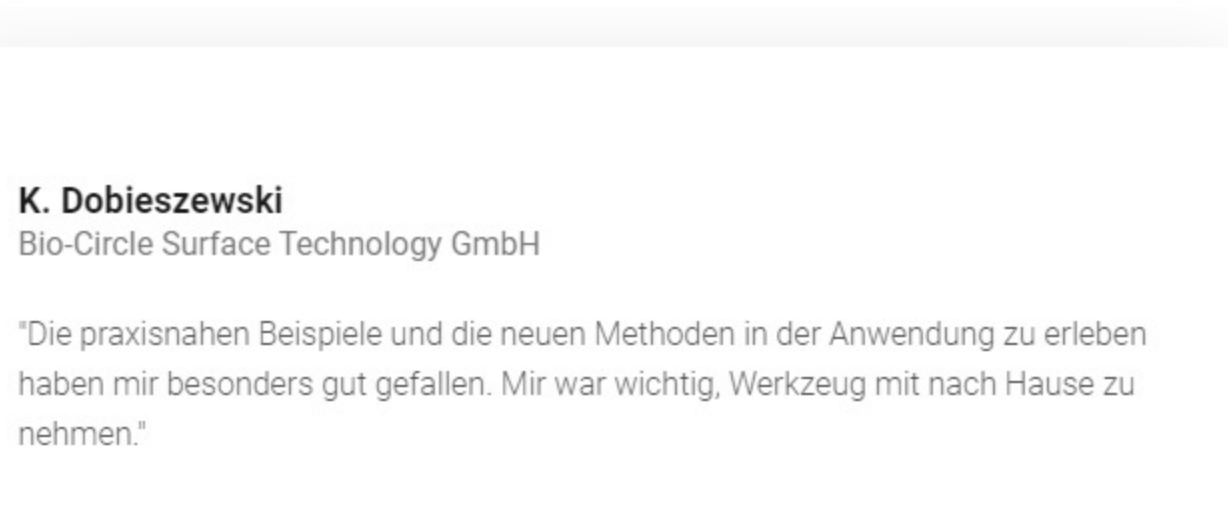 K. Dobieszewski
Bio-Circle Surface Technology GmbH
"Die praxisnahen Beispiele und die neuen Methoden in der Anwendung zu erleben
haben mir besonders gut gefallen. Mir war wichtig, Werkzeug mit nach Hause zu
nehmen."